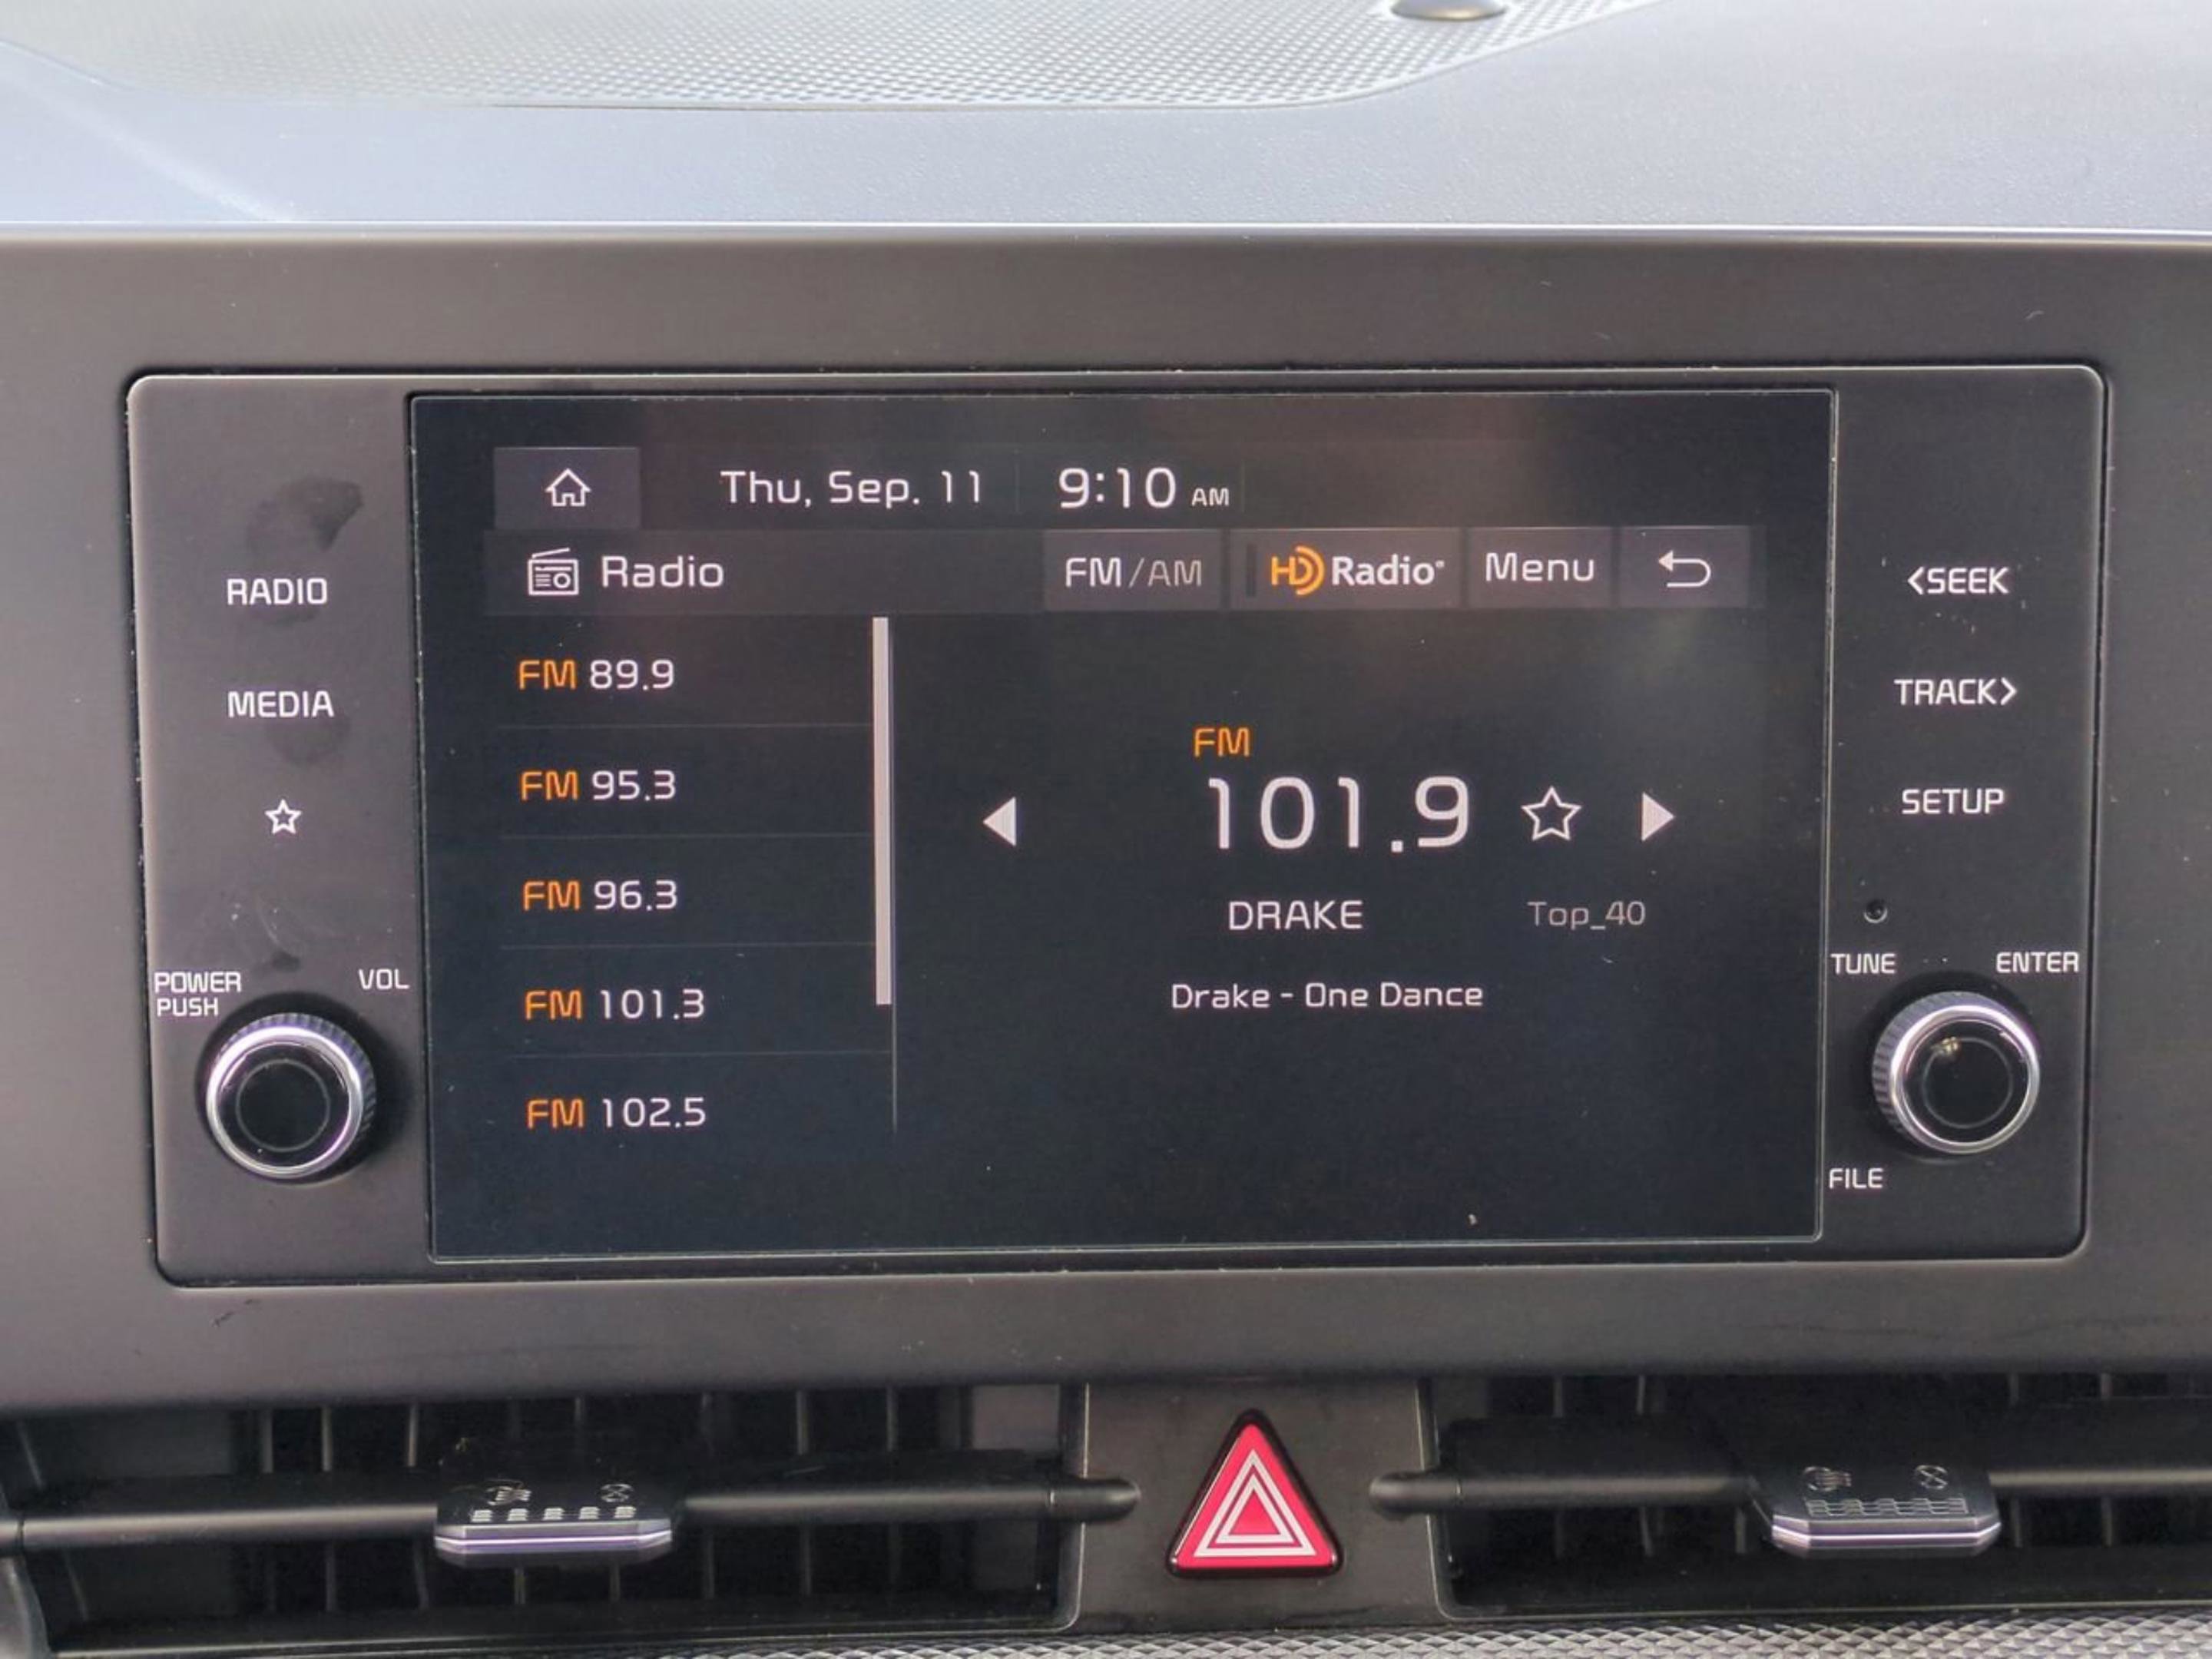 Thu, Sep. 11 9:10 AM
Radio FM/AM HD Radio® Menu
RADIO
MEDIA
POWER
PUSH
VOL
FM 89.9
FM 95.3
FM 96.3
FM 101.3
FM 102.5
FM
101.9
DRAKE Top_40
Drake - One Dance
<SEEK
TRACK>
SETUP
TUNE ENTER
FILE